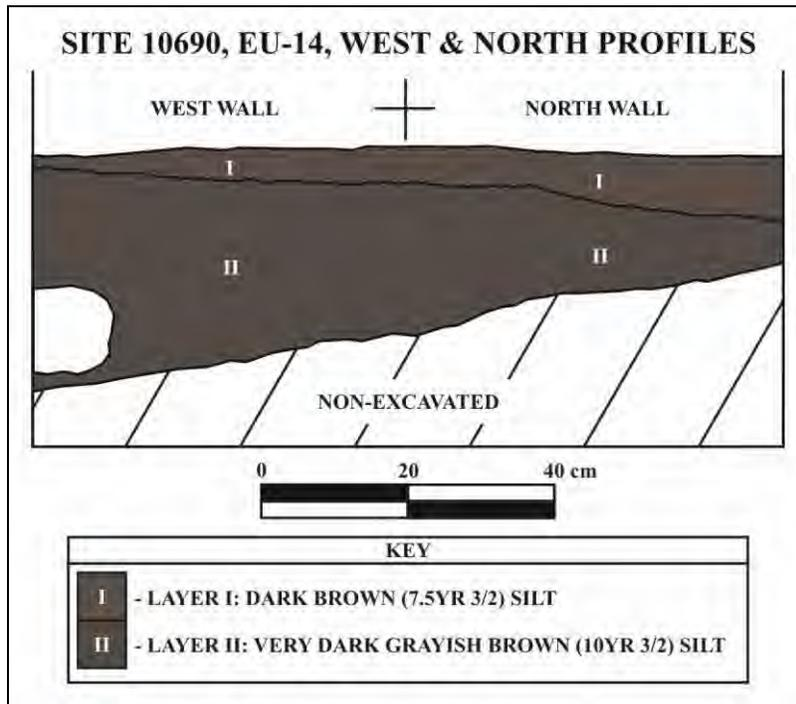 SITE 10690, EU-14, WEST & NORTH PROFILES
WEST WALL NORTH WALL
I I
II II
NON-EXCAVATED
0 20 40 cm
KEY
I - LAYER I: DARK BROWN (7.5YR 3/2) SILT
II - LAYER II: VERY DARK GRAYISH BROWN (10YR 3/2) SILT